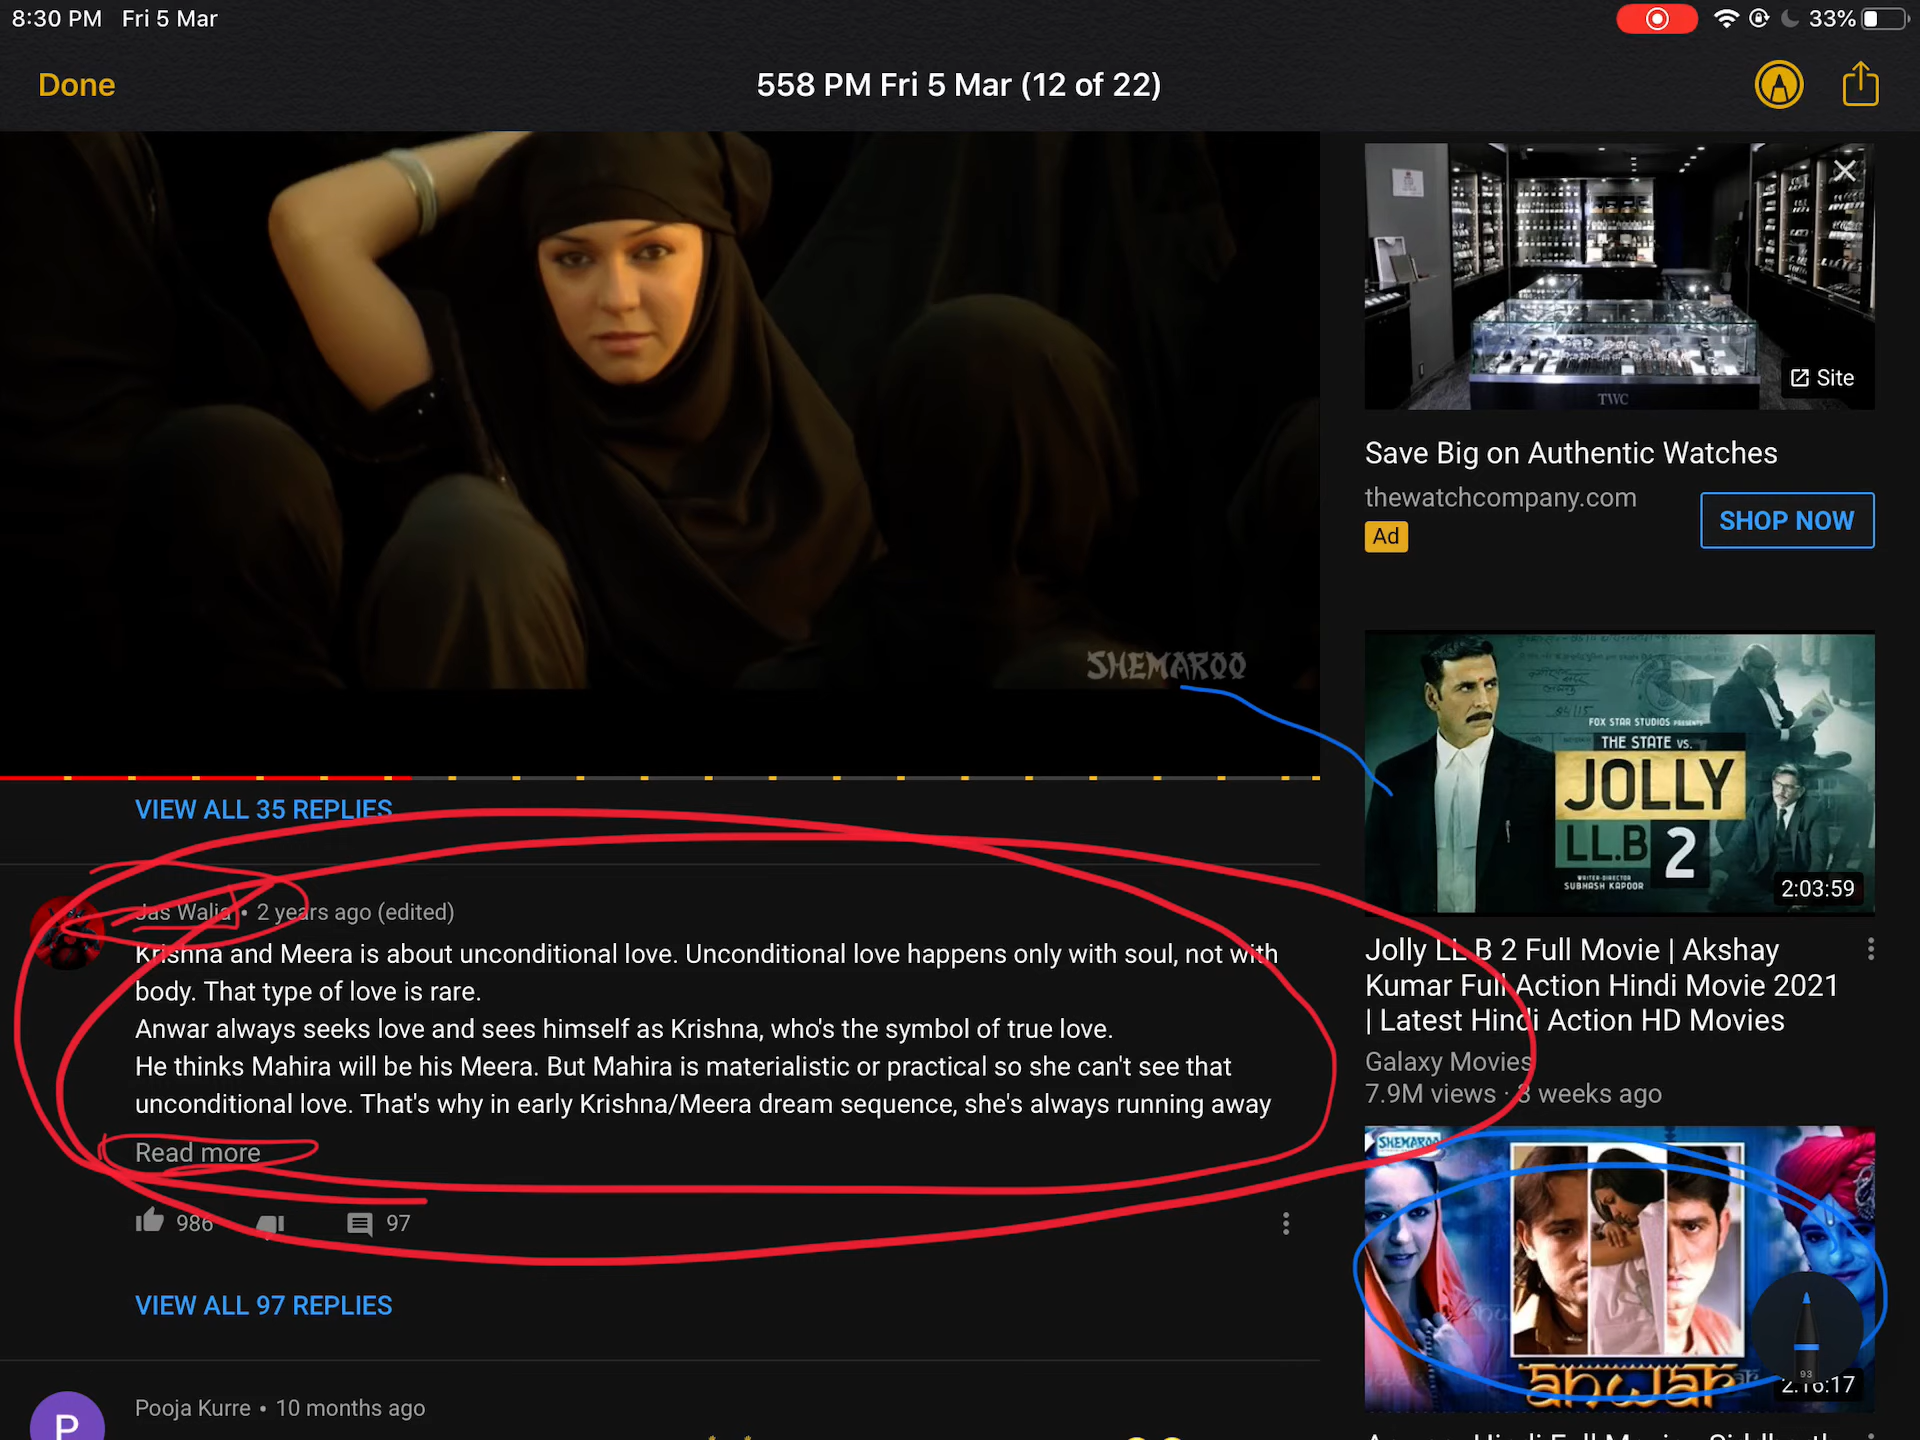 8:30 PM Fri 5 Mar
33%
Done
558 PM Fri 5 Mar (12 of 22)
SHEMAROO
VIEW ALL 35 REPLIES
Jas Walia • 2 years ago (edited)
Krishna and Meera is about unconditional love. Unconditional love happens only with soul, not with
body. That type of love is rare.
Anwar always seeks love and sees himself as Krishna, who's the symbol of true love.
He thinks Mahira will be his Meera. But Mahira is materialistic or practical so she can't see that
unconditional love. That's why in early Krishna/Meera dream sequence, she's always running away
Read more
986
97
VIEW ALL 97 REPLIES
P
Pooja Kurre • 10 months ago
TWC
Site
Save Big on Authentic Watches
thewatchcompany.com
Ad
SHOP NOW
FOX STAR STUDIOS PRESENTS
THE STATE VS.
JOLLY
LL.B 2
WRITER-DIRECTOR
SUBHASH KAPOOR
2:03:59
Jolly LL B 2 Full Movie | Akshay
Kumar Full Action Hindi Movie 2021
| Latest Hindi Action HD Movies
Galaxy Movies
7.9M views · 3 weeks ago
SHEMAROO
anwar
93
2:16:17